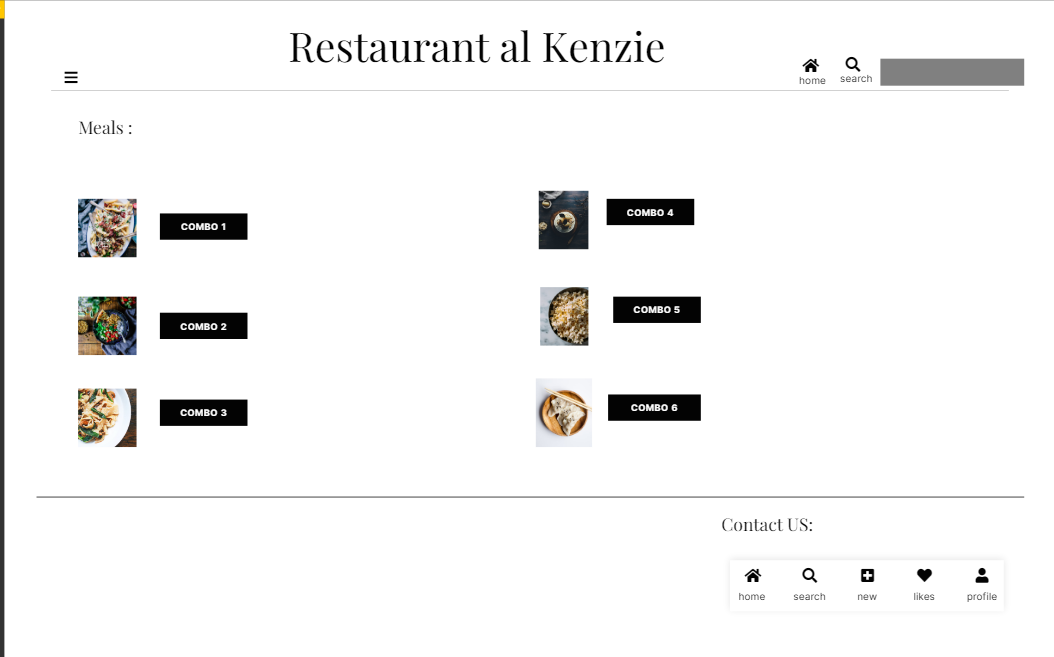 Restaurant al Kenzie
home
search
Meals :
COMBO 1
COMBO 4
COMBO 2
COMBO 5
COMBO 3
COMBO 6
Contact US:
home
search
new
likes
profile